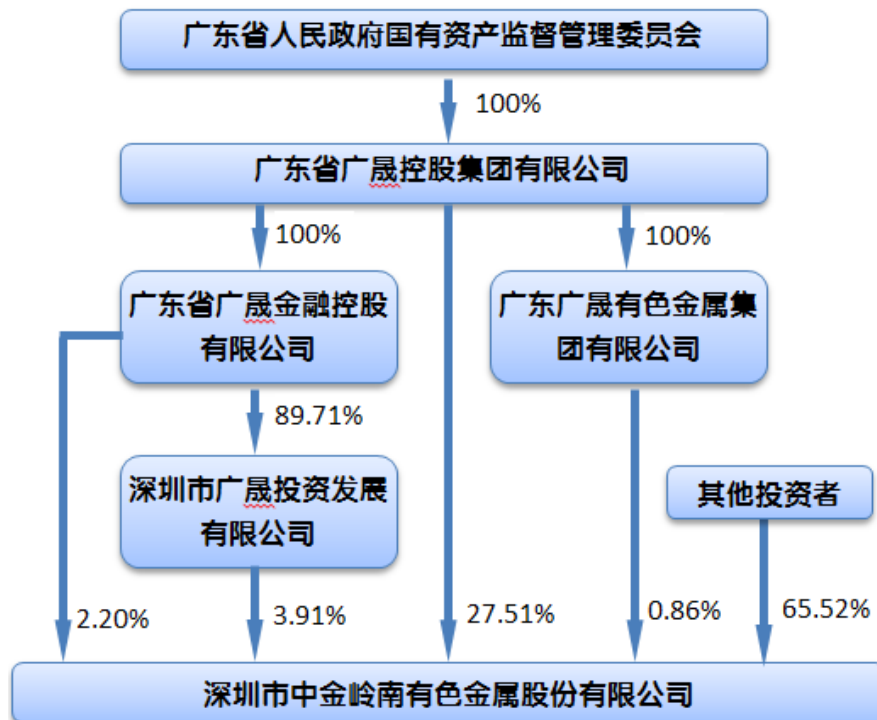 广东省人民政府国有资产监督管理委员会
100%
广东省广晟控股集团有限公司
100%
100%
广东省广晟金融控股
有限公司
广东广晟有色金属集
团有限公司
89.71%
深圳市广晟投资发展
有限公司
其他投资者
2.20%
3.91%
27.51%
0.86%
65.52%
深圳市中金岭南有色金属股份有限公司